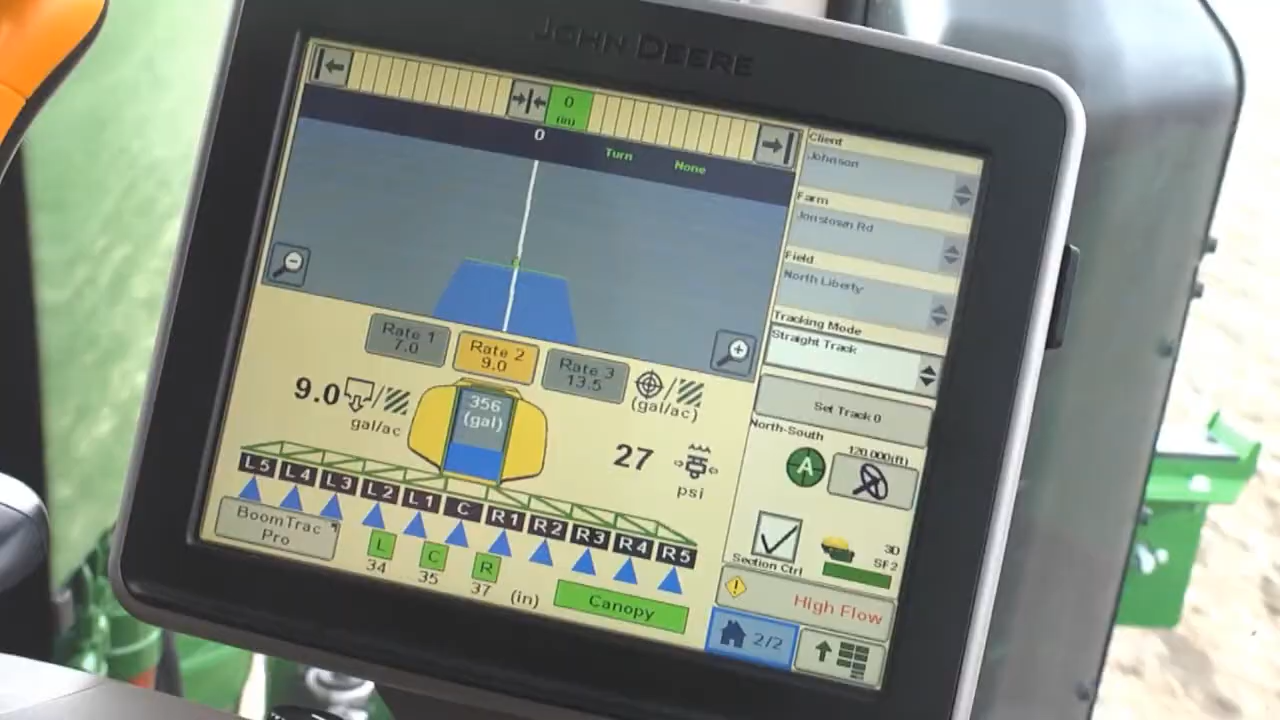 JOHN DEERE
0
(in)
0
Turn
None
Client
Johnson
Farm
Jonstown Rd
Field
North Liberty
Tracking Mode
Straight Track
Set Track 0
North-South
120.000(ft)
A
Rate 1
7.0
Rate 2
9.0
Rate 3
13.5
(gal/ac)
9.0
gal/ac
356
(gal)
27
psi
L5 L4 L3 L2 L1 C R1 R2 R3 R4 R5
BoomTrac
Pro
L C R
34 35 37 (in)
Canopy
Section Ctrl
3D
SF2
High Flow
2/2